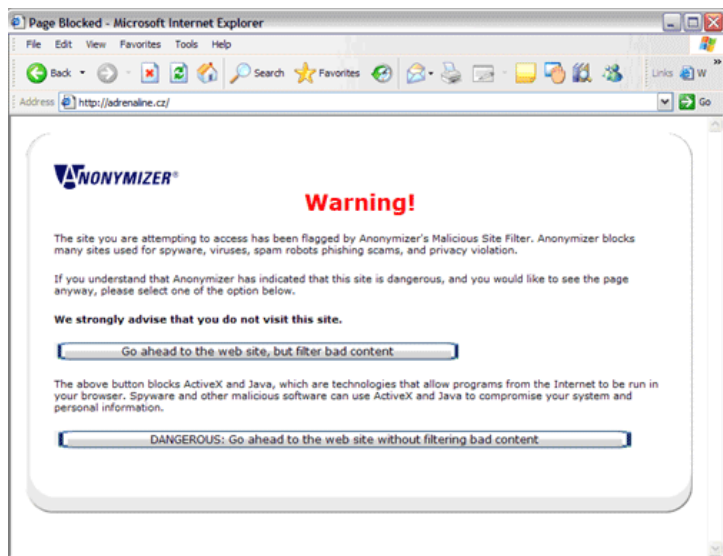 Page Blocked - Microsoft Internet Explorer
File Edit View Favorites Tools Help
Back Search Favorites Links W »
Address http://adrenaline.cz/ Go
ANONYMIZER®
Warning!
The site you are attempting to access has been flagged by Anonymizer's Malicious Site Filter. Anonymizer blocks
many sites used for spyware, viruses, spam robots phishing scams, and privacy violation.
If you understand that Anonymizer has indicated that this site is dangerous, and you would like to see the page
anyway, please select one of the option below.
We strongly advise that you do not visit this site.
Go ahead to the web site, but filter bad content
The above button blocks ActiveX and Java, which are technologies that allow programs from the Internet to be run in
your browser. Spyware and other malicious software can use ActiveX and Java to compromise your system and
personal information.
DANGEROUS: Go ahead to the web site without filtering bad content